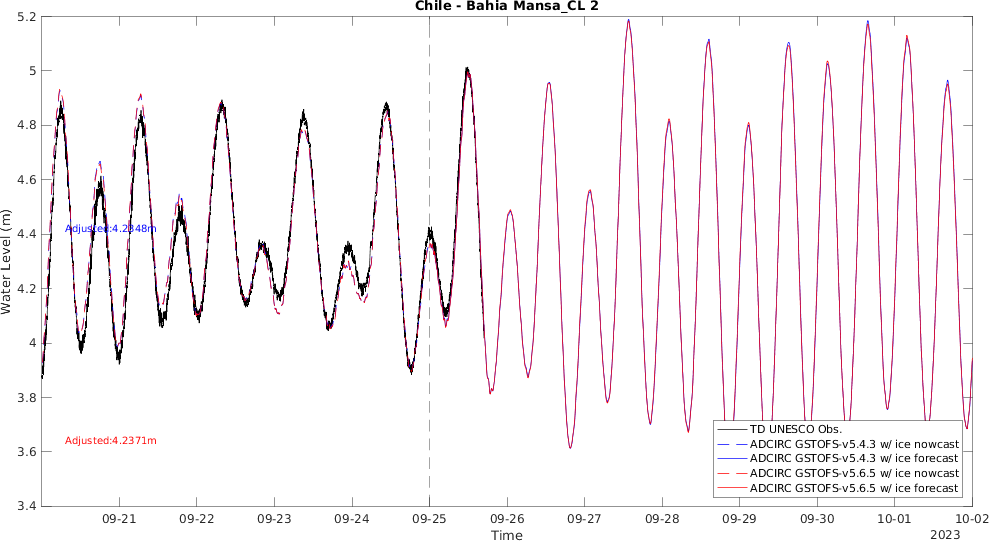 Chile - Bahia Mansa_CL 2
5.2
5
4.8
4.6
4.4
4.2
4
3.8
3.6
3.4
Water Level (m)
Adjusted:4.2348m
Adjusted:4.2371m
TD UNESCO Obs.
ADCIRC GSTOFS-v5.4.3 w/ ice nowcast
ADCIRC GSTOFS-v5.4.3 w/ ice forecast
ADCIRC GSTOFS-v5.6.5 w/ ice nowcast
ADCIRC GSTOFS-v5.6.5 w/ ice forecast
09-21 09-22 09-23 09-24 09-25 09-26 09-27 09-28 09-29 09-30 10-01 10-02
Time
2023